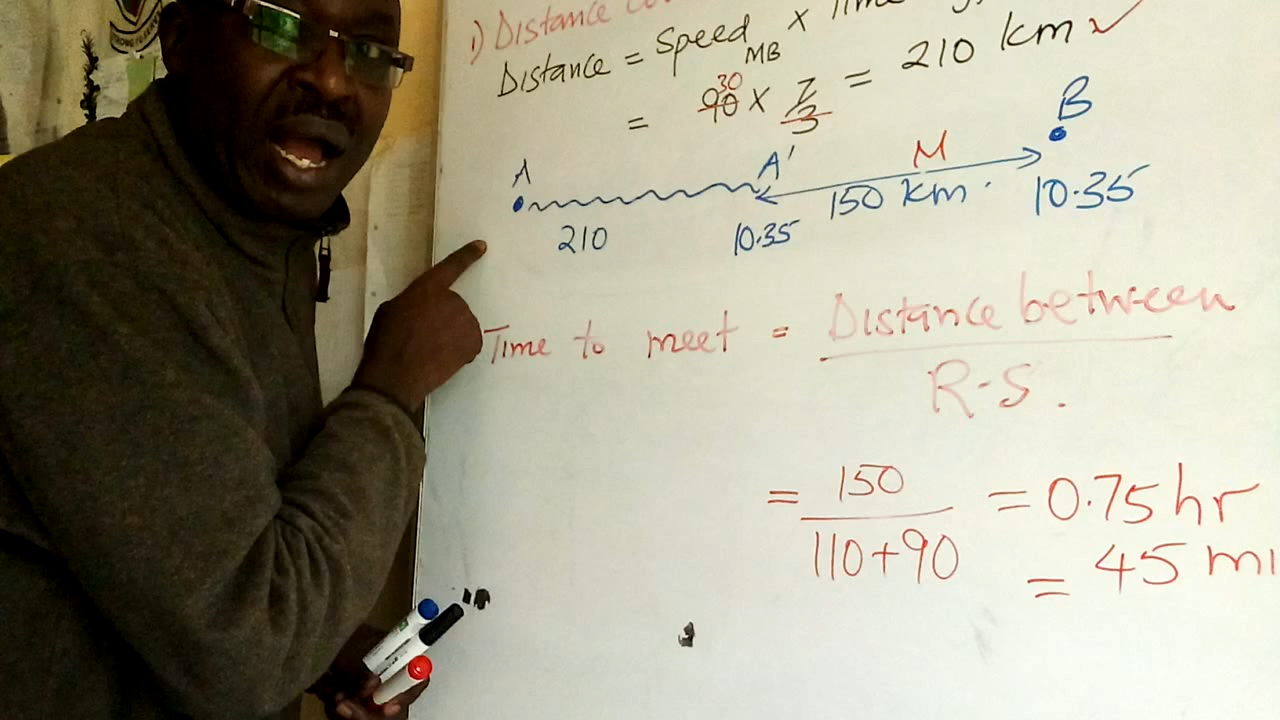 1) Distance
Distance = Speed x Time
MB
= 90 30 x 7/3 = 210 km ✓
A A' M B
150 km.
210 10.35 10.35
Time to meet = Distance between
R.S.
= 150 = 0.75 hr
110+90
= 45